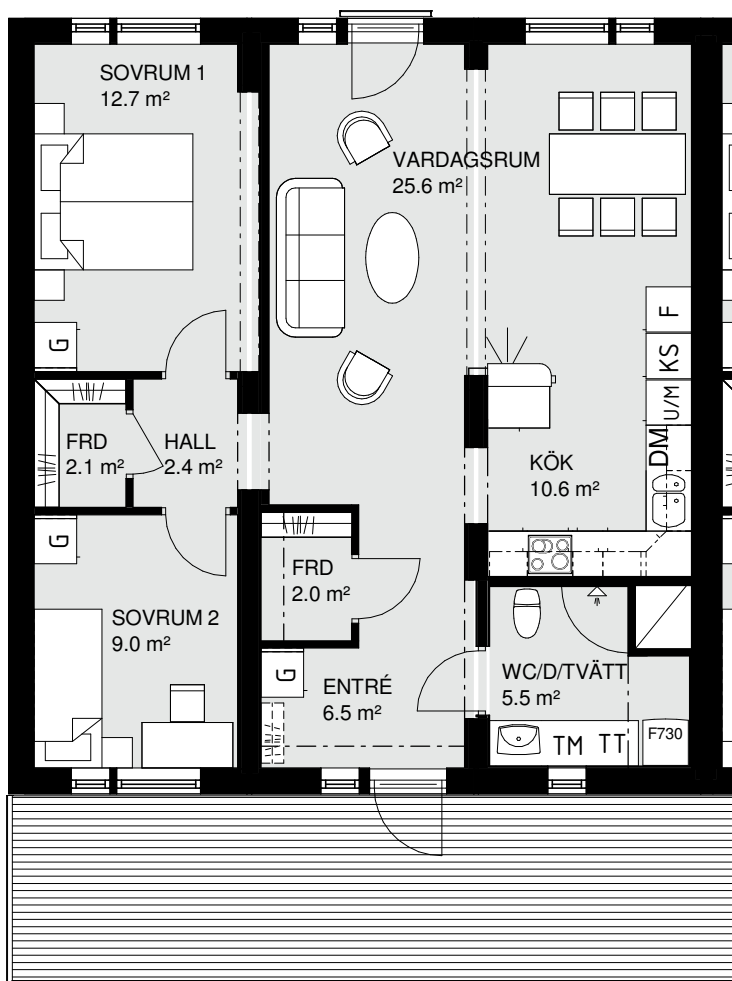 SOVRUM 1
12.7 m²
VARDAGSRUM
25.6 m²
G
F
KS
U/M
DM
FRD
2.1 m²
HALL
2.4 m²
KÖK
10.6 m²
G
FRD
2.0 m²
SOVRUM 2
9.0 m²
G
ENTRÉ
6.5 m²
WC/D/TVÄTT
5.5 m²
TM TT
F730